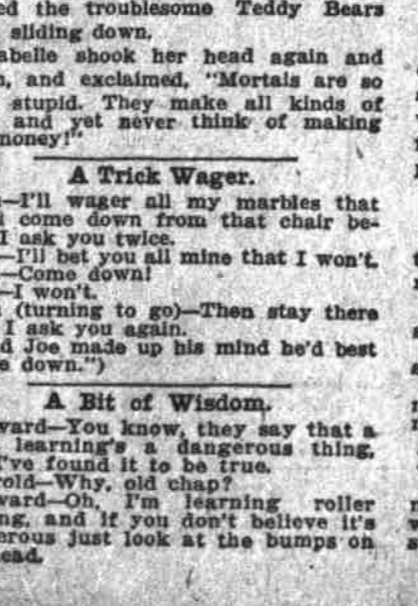 ed the troublesome Teddy Bears
sliding down.
abelle shook her head again and
n, and exclaimed, "Mortals are so
stupid. They make all kinds of
and yet never think of making
money!"
A Trick Wager.
—I'll wager all my marbles that
i come down from that chair be-
I ask you twice.
—I'll bet you all mine that I won't.
—Come down!
—I won't.
(turning to go)—Then stay there
I ask you again.
d Joe made up his mind he'd best
e down.")
A Bit of Wisdom.
ward—You know, they say that a
learning's a dangerous thing,
I've found it to be true.
rold—Why, old chap?
ward—Oh, I'm learning roller
ng, and if you don't believe it's
erous just look at the bumps on
ead.